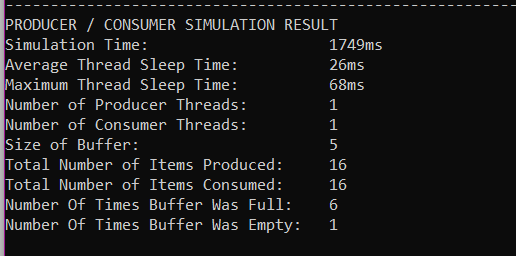 PRODUCER / CONSUMER SIMULATION RESULT
Simulation Time: 1749ms
Average Thread Sleep Time: 26ms
Maximum Thread Sleep Time: 68ms
Number of Producer Threads: 1
Number of Consumer Threads: 1
Size of Buffer: 5
Total Number of Items Produced: 16
Total Number of Items Consumed: 16
Number Of Times Buffer Was Full: 6
Number Of Times Buffer Was Empty: 1